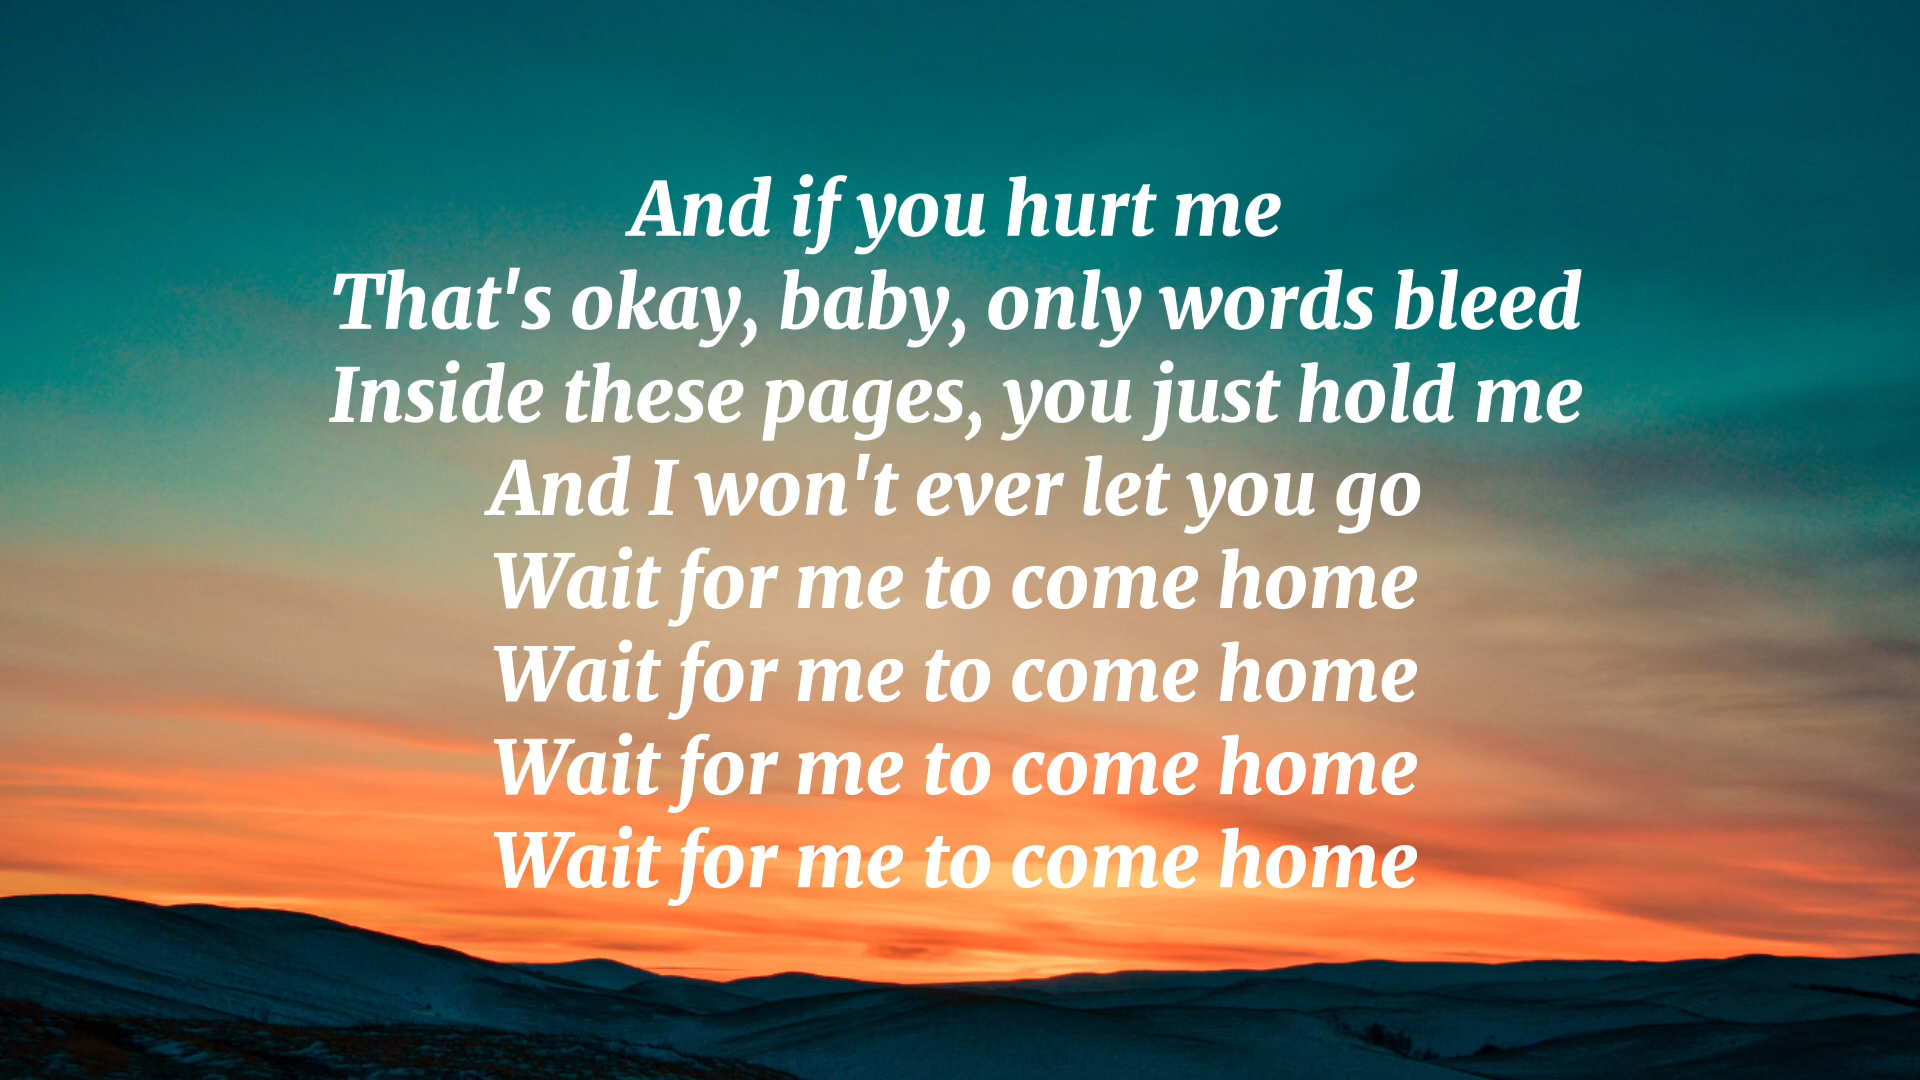 And if you hurt me
That's okay, baby, only words bleed
Inside these pages, you just hold me
And I won't ever let you go
Wait for me to come home
Wait for me to come home
Wait for me to come home
Wait for me to come home